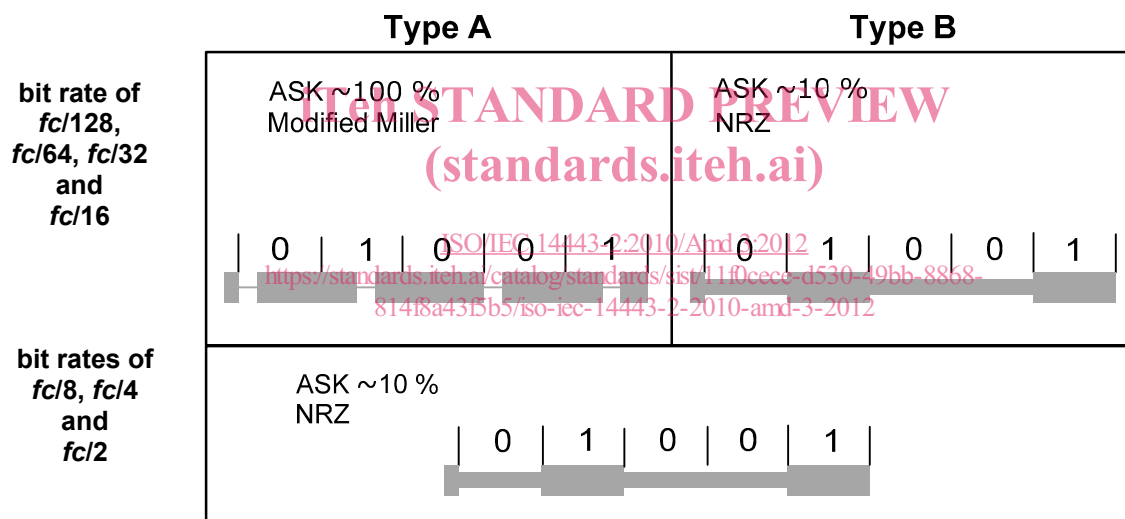 Type A
Type B
bit rate of
fc/128,
fc/64, fc/32
and
fc/16
ASK ~100 %
Modified Miller
ASK ~10 %
NRZ
iTeh STANDARD PREVIEW
(standards.iteh.ai)
0 1 0 0 1
0 1 0 0 1
ISO/IEC 14443-2:2010/Amd 3:2012
https://standards.iteh.ai/catalog/standards/sist/11f0cece-d530-49bb-8868-
814f8a43f5b5/iso-iec-14443-2-2010-amd-3-2012
bit rates of
fc/8, fc/4
and
fc/2
ASK ~10 %
NRZ
0 1 0 0 1